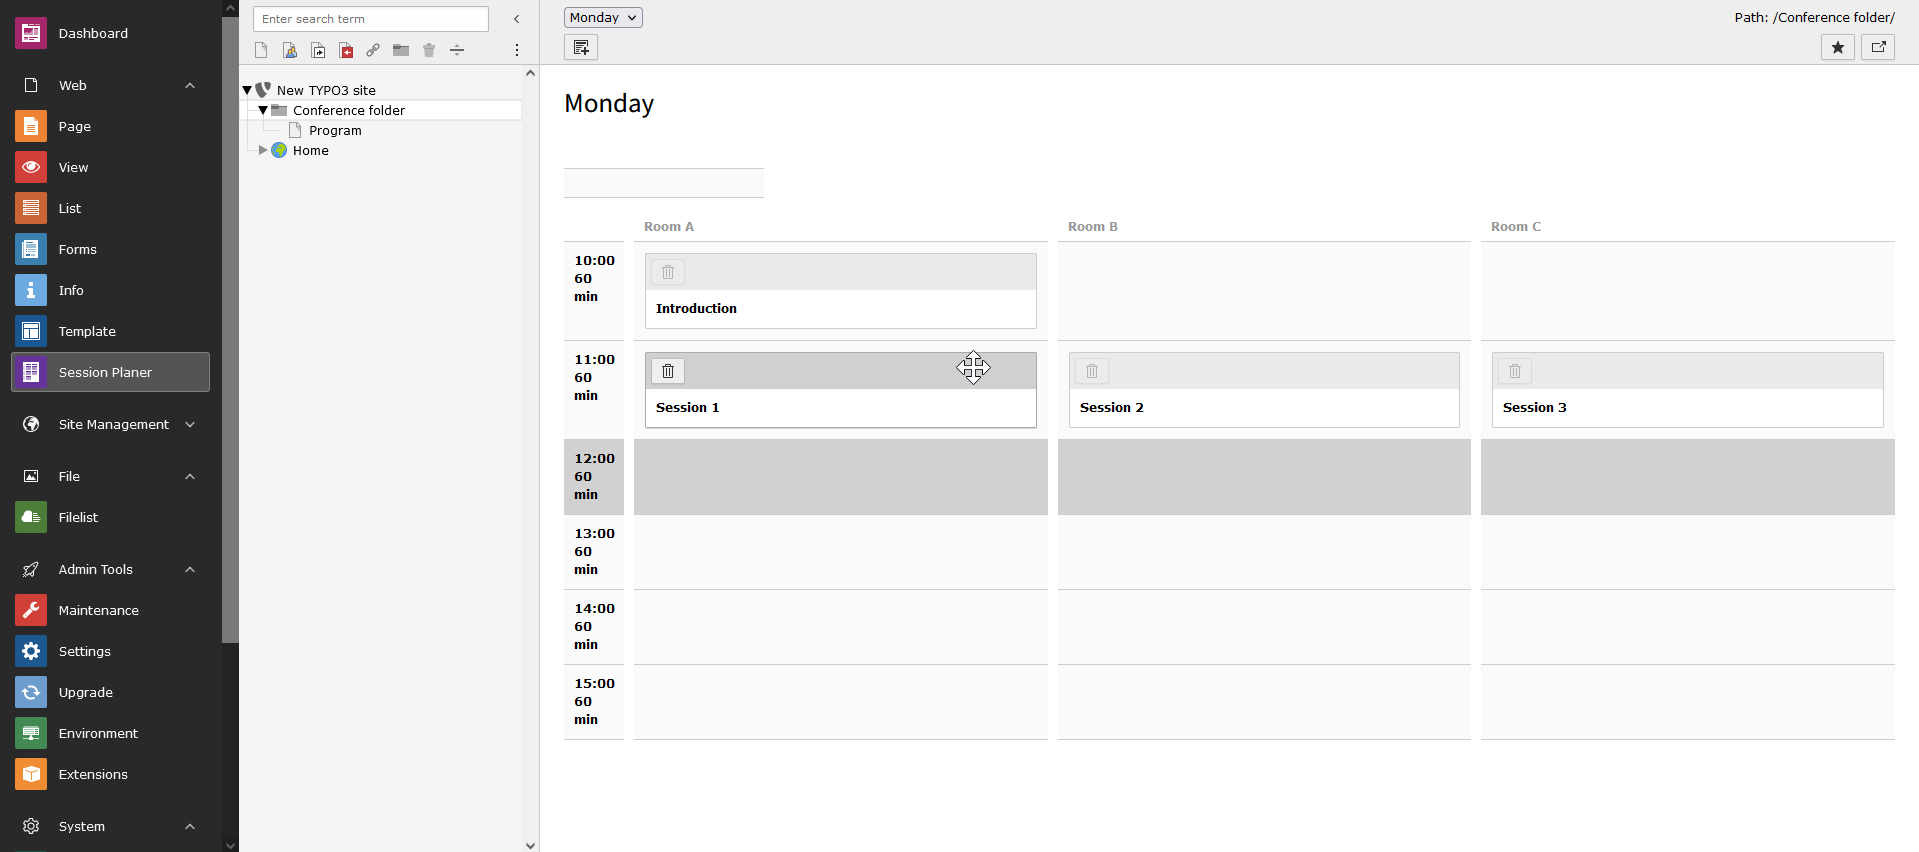 Dashboard
Web
Page
View
List
Forms
Info
Template
Session Planer
Site Management
File
Filelist
Admin Tools
Maintenance
Settings
Upgrade
Environment
Extensions
System
Enter search term
New TYPO3 site
Conference folder
Program
Home
Monday
Path: /Conference folder/
Monday
Room A
Room B
Room C
10:00
60
min
Introduction
11:00
60
min
Session 1
Session 2
Session 3
12:00
60
min
13:00
60
min
14:00
60
min
15:00
60
min